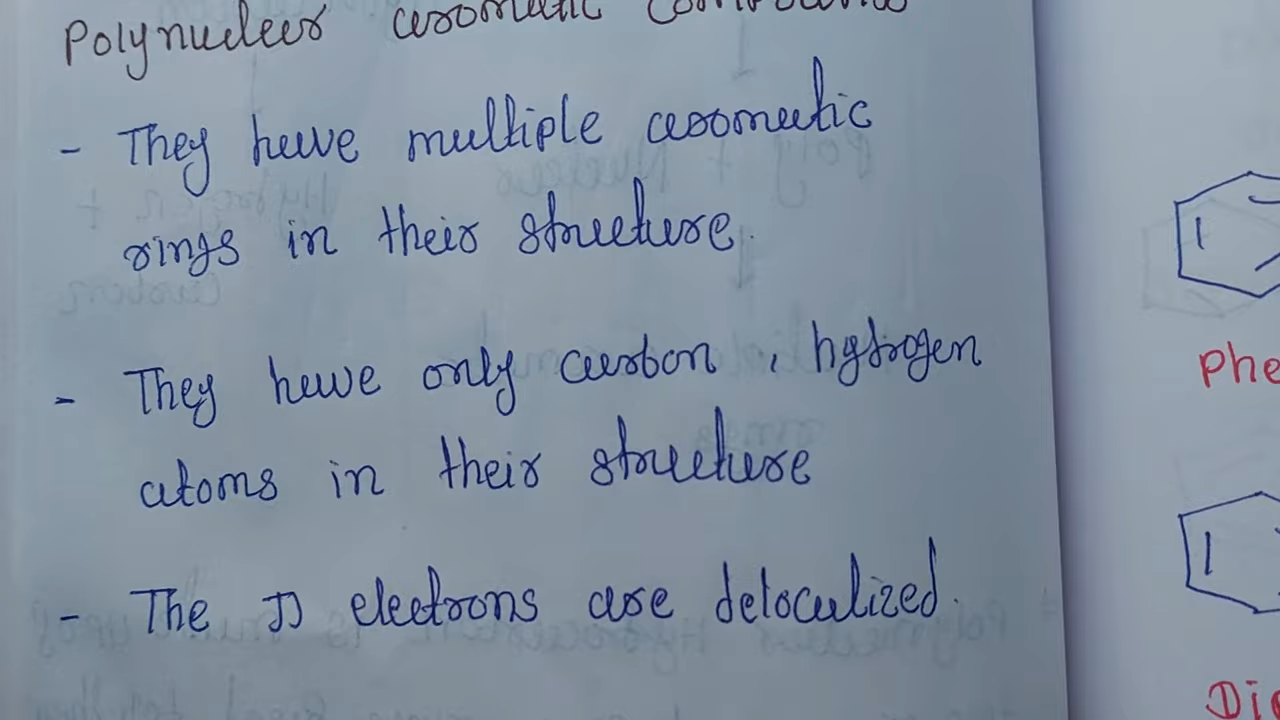 Polynuclear aromatic compounds
- They have multiple aromatic
rings in their structure.
- They have only carbon, hydrogen
atoms in their structure
- The π electrons are delocalized.
Phe
Di